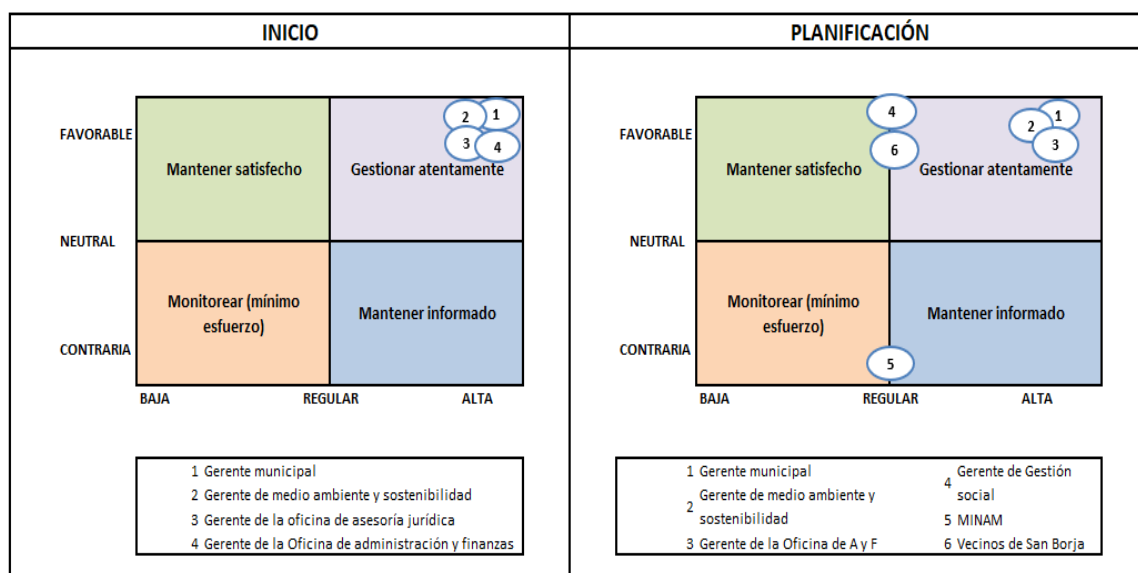 INICIO
PLANIFICACIÓN
FAVORABLE
NEUTRAL
CONTRARIA
Mantener satisfecho
Gestionar atentamente
Monitorear (mínimo
esfuerzo)
Mantener informado
2
1
3
4
BAJA
REGULAR
ALTA
1 Gerente municipal
2 Gerente de medio ambiente y sostenibilidad
3 Gerente de la oficina de asesoría jurídica
4 Gerente de la Oficina de administración y finanzas
FAVORABLE
NEUTRAL
CONTRARIA
Mantener satisfecho
Gestionar atentamente
Monitorear (mínimo
esfuerzo)
Mantener informado
4
1
2
3
6
5
BAJA
REGULAR
ALTA
1 Gerente municipal
2 Gerente de medio ambiente y
sostenibilidad
3 Gerente de la Oficina de A y F
4 Gerente de Gestión
social
5 MINAM
6 Vecinos de San Borja